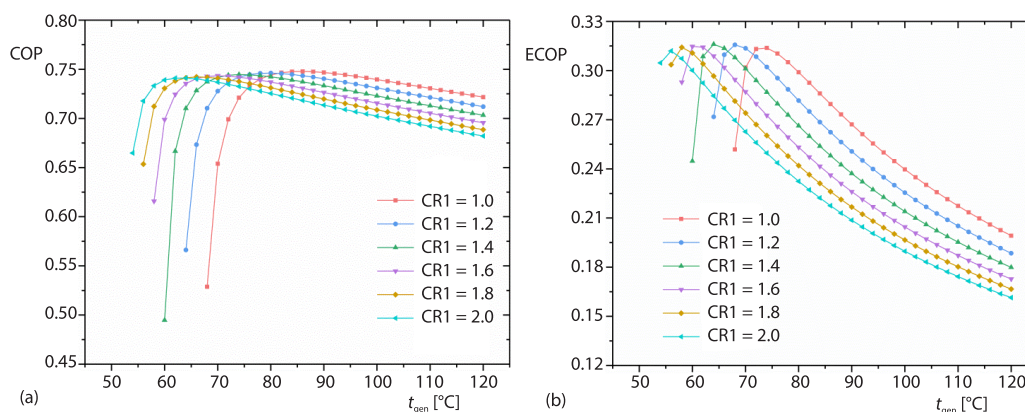 COP
0.80
0.75
0.70
0.65
0.60
0.55
0.50
0.45
CR1 = 1.0
CR1 = 1.2
CR1 = 1.4
CR1 = 1.6
CR1 = 1.8
CR1 = 2.0
50 60 70 80 90 100 110 120
(a)
t_gen [°C]
ECOP
0.33
0.30
0.27
0.24
0.21
0.18
0.15
0.12
CR1 = 1.0
CR1 = 1.2
CR1 = 1.4
CR1 = 1.6
CR1 = 1.8
CR1 = 2.0
50 60 70 80 90 100 110 120
(b)
t_gen [°C]